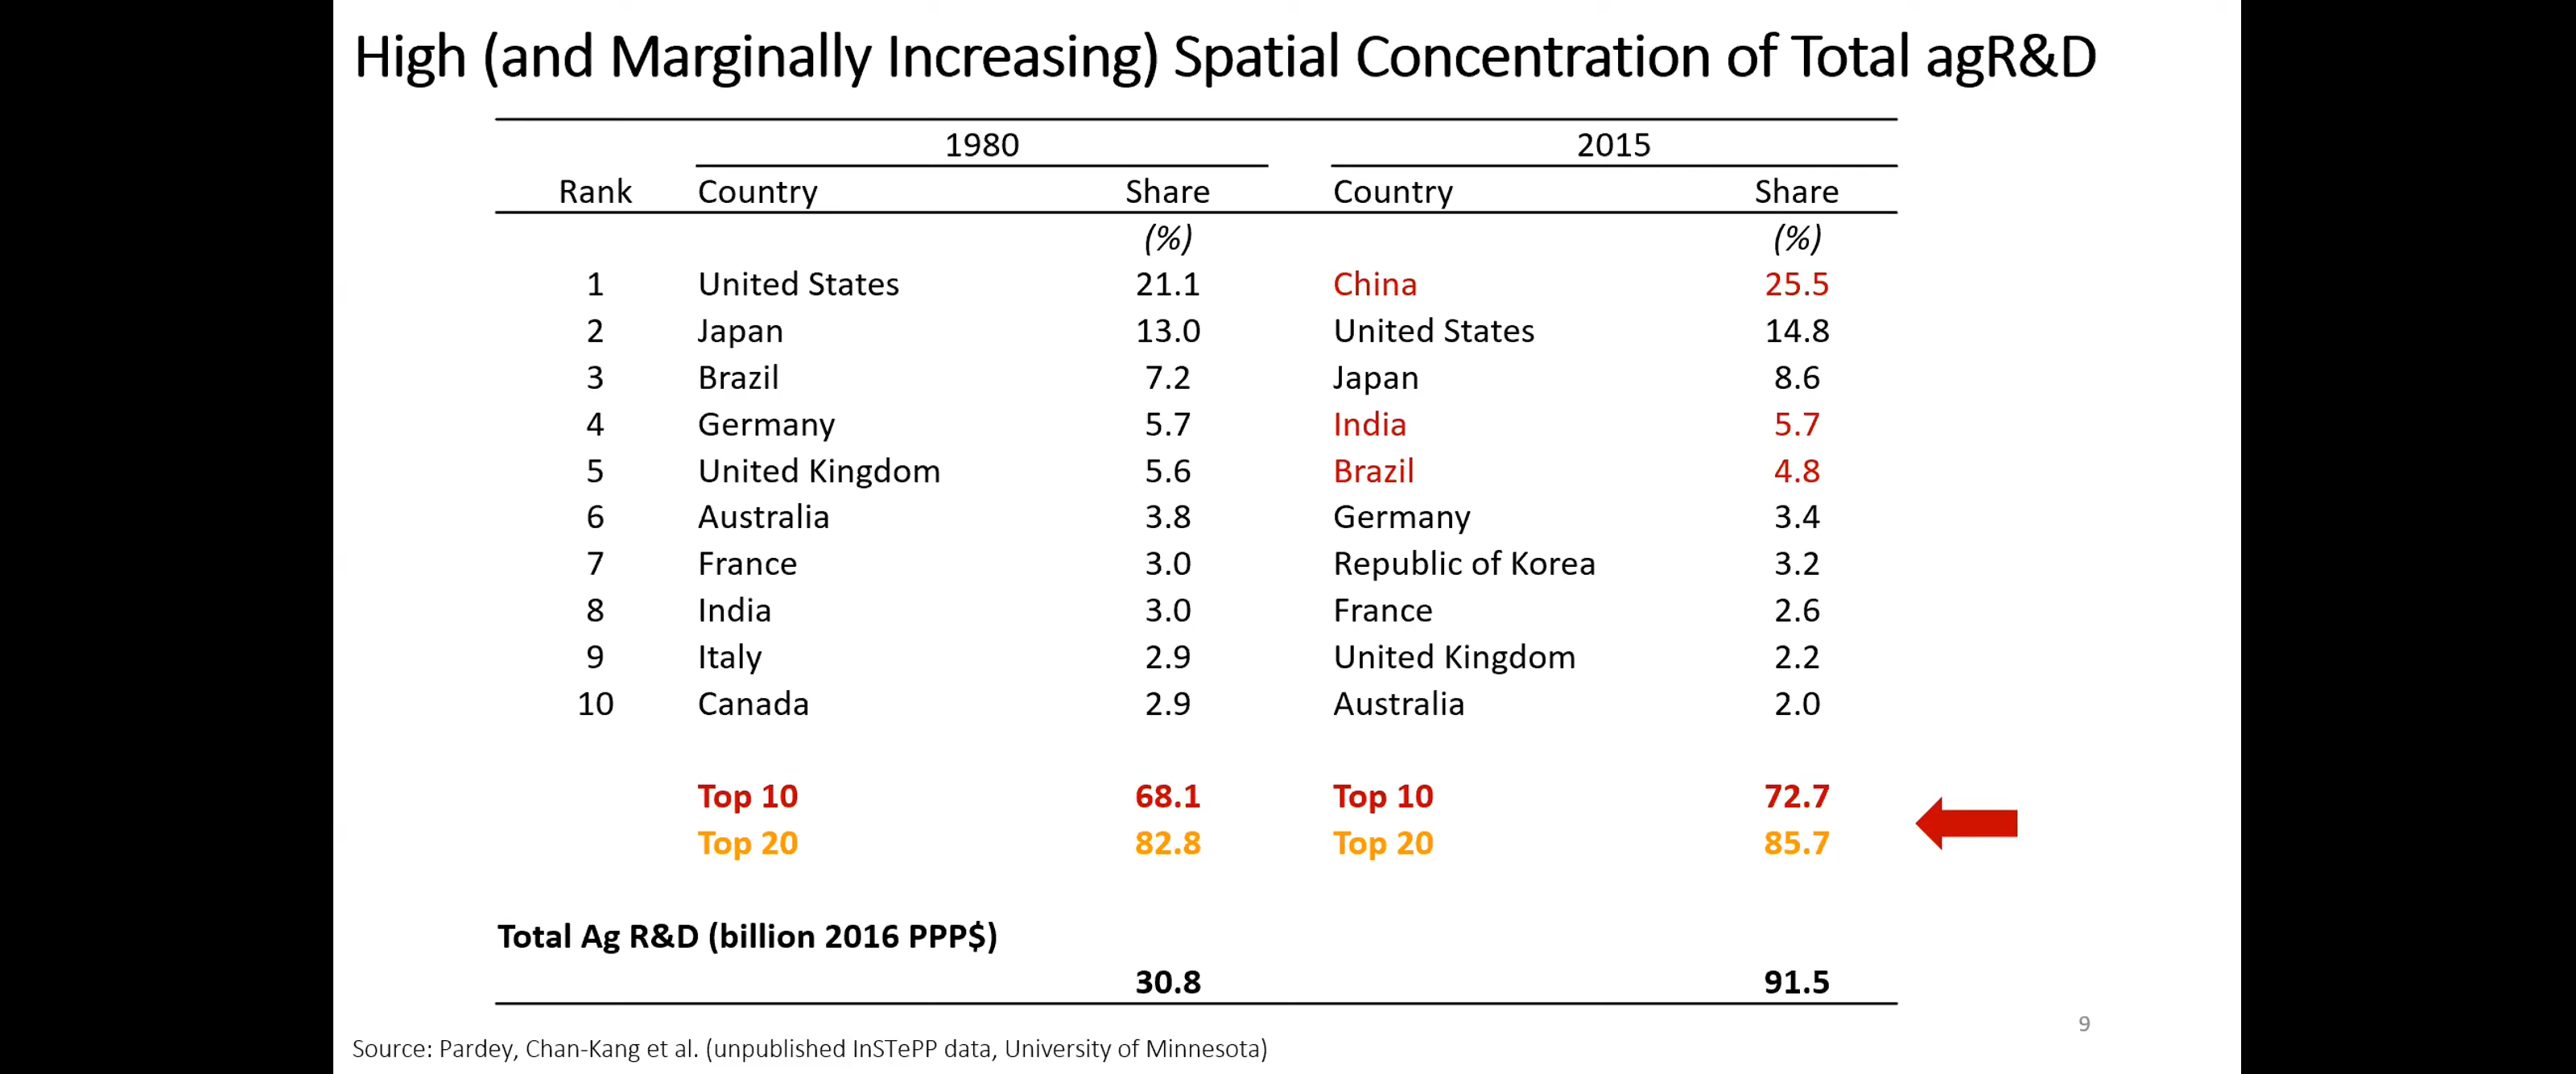 High (and Marginally Increasing) Spatial Concentration of Total agR&D
1980 2015
Rank Country Share Country Share
(%) (%)
1 United States 21.1 China 25.5
2 Japan 13.0 United States 14.8
3 Brazil 7.2 Japan 8.6
4 Germany 5.7 India 5.7
5 United Kingdom 5.6 Brazil 4.8
6 Australia 3.8 Germany 3.4
7 France 3.0 Republic of Korea 3.2
8 India 3.0 France 2.6
9 Italy 2.9 United Kingdom 2.2
10 Canada 2.9 Australia 2.0
Top 10 68.1 Top 10 72.7
Top 20 82.8 Top 20 85.7
Total Ag R&D (billion 2016 PPP$)
30.8 91.5
9
Source: Pardey, Chan-Kang et al. (unpublished InSTePP data, University of Minnesota)